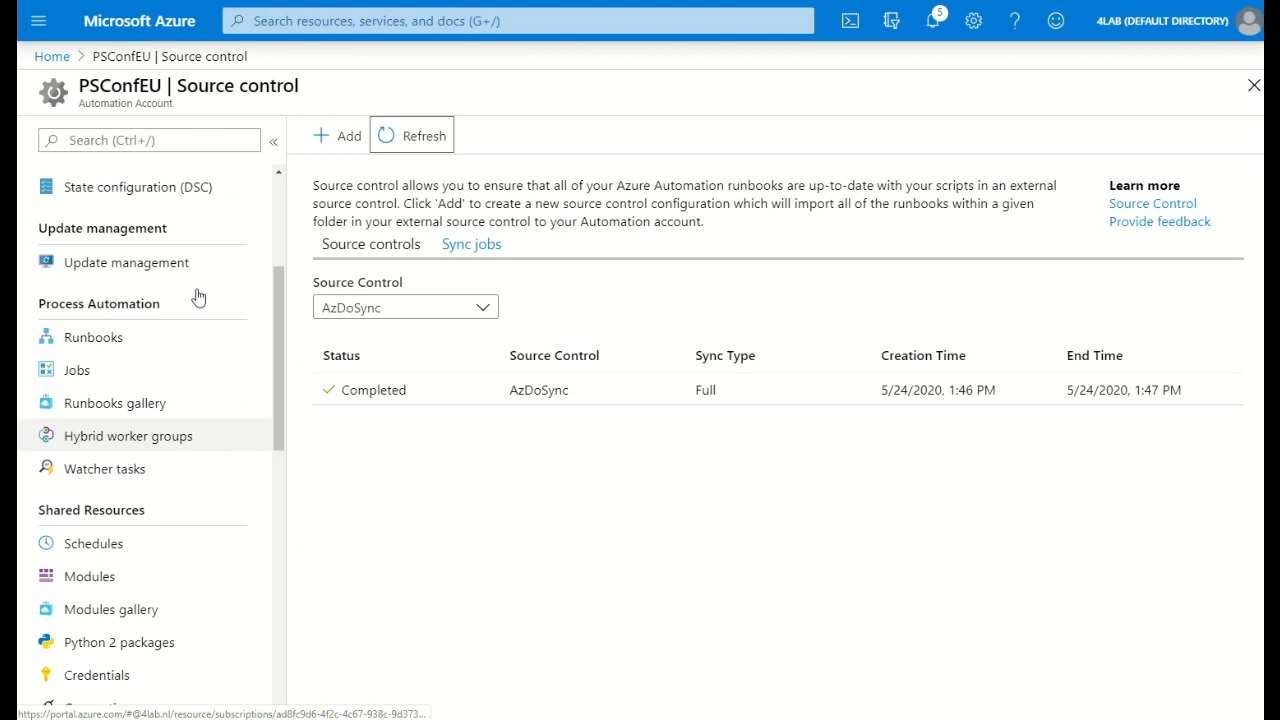 Microsoft Azure
Search resources, services, and docs (G+/)
5
4LAB (DEFAULT DIRECTORY)
Home > PSConfEU | Source control
PSConfEU | Source control
Automation Account
Search (Ctrl+/)
«
State configuration (DSC)
Update management
Update management
Process Automation
Runbooks
Jobs
Runbooks gallery
Hybrid worker groups
Watcher tasks
Shared Resources
Schedules
Modules
Modules gallery
Python 2 packages
Credentials
Add
Refresh
Source control allows you to ensure that all of your Azure Automation runbooks are up-to-date with your scripts in an external
source control. Click 'Add' to create a new source control configuration which will import all of the runbooks within a given
folder in your external source control to your Automation account.
Learn more
Source Control
Provide feedback
Source controls Sync jobs
Source Control
AzDoSync
Status Source Control Sync Type Creation Time End Time
Completed AzDoSync Full 5/24/2020, 1:46 PM 5/24/2020, 1:47 PM
https://portal.azure.com/#@4lab.nl/resource/subscriptions/ad8fc9d6-4f2c-4c67-938c-9d373...